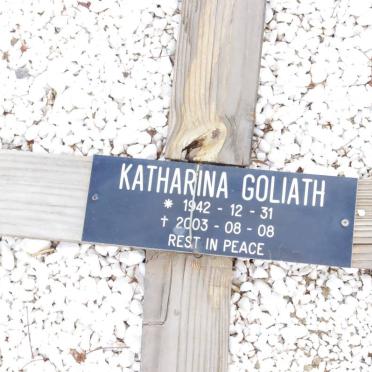 KATHARINA GOLIATH
* 1942 - 12 - 31
† 2003 - 08 - 08
REST IN PEACE